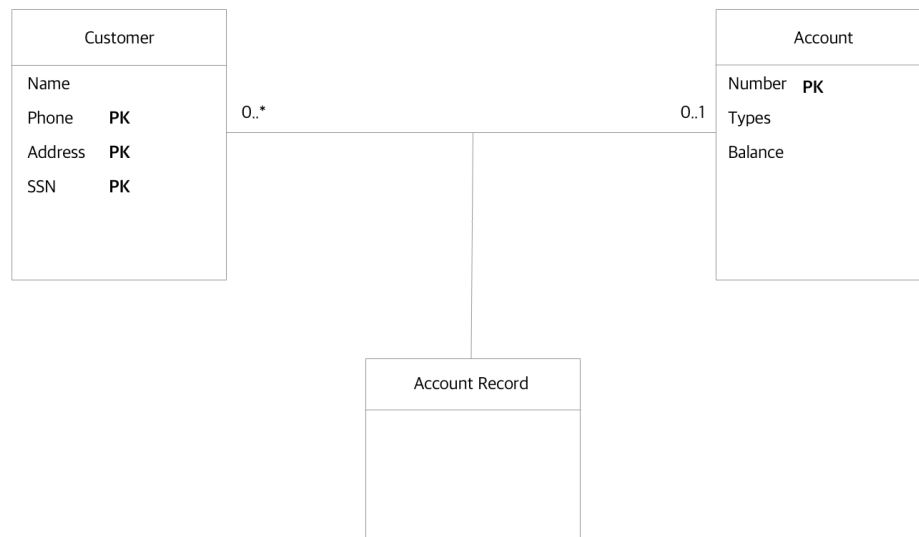 Customer
Name
Phone PK
Address PK
SSN PK
0..*
0..1
Account
Number PK
Types
Balance
Account Record